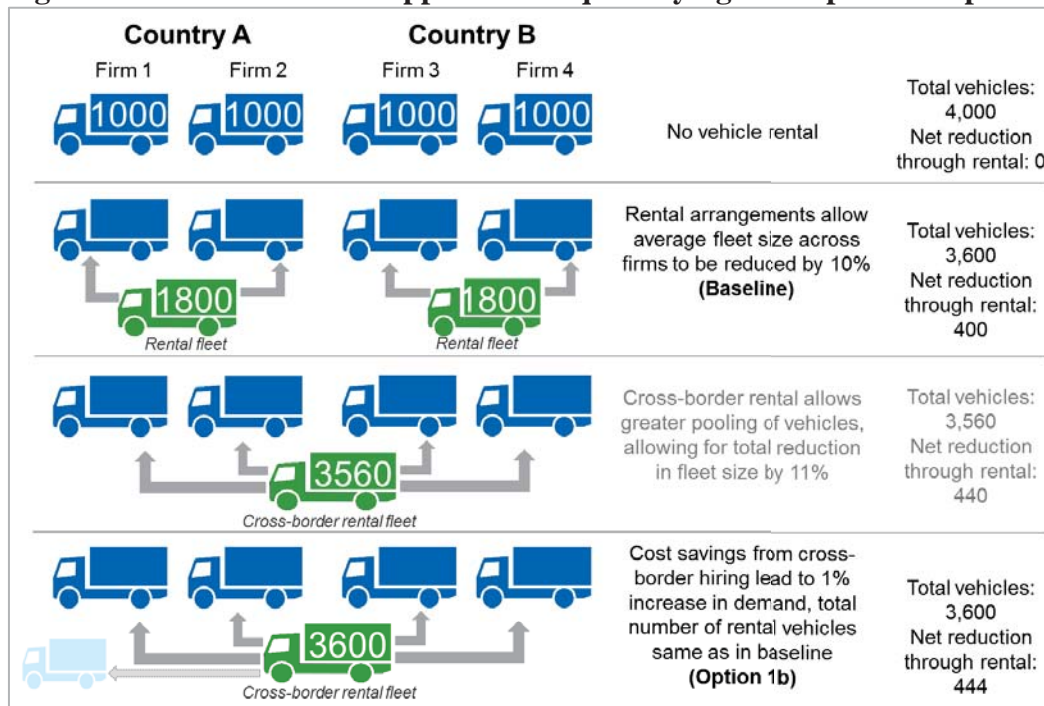 Country A Country B
Firm 1 Firm 2 Firm 3 Firm 4
1000 1000 1000 1000
No vehicle rental
Total vehicles:
4,000
Net reduction
through rental: 0
Rental arrangements allow
average fleet size across
firms to be reduced by 10%
(Baseline)
Total vehicles:
3,600
Net reduction
through rental:
400
1800 1800
Rental fleet Rental fleet
Cross-border rental allows
greater pooling of vehicles,
allowing for total reduction
in fleet size by 11%
Total vehicles:
3,560
Net reduction
through rental:
440
3560
Cross-border rental fleet
Cost savings from cross-
border hiring lead to 1%
increase in demand, total
number of rental vehicles
same as in baseline
(Option 1b)
Total vehicles:
3,600
Net reduction
through rental:
444
3600
Cross-border rental fleet